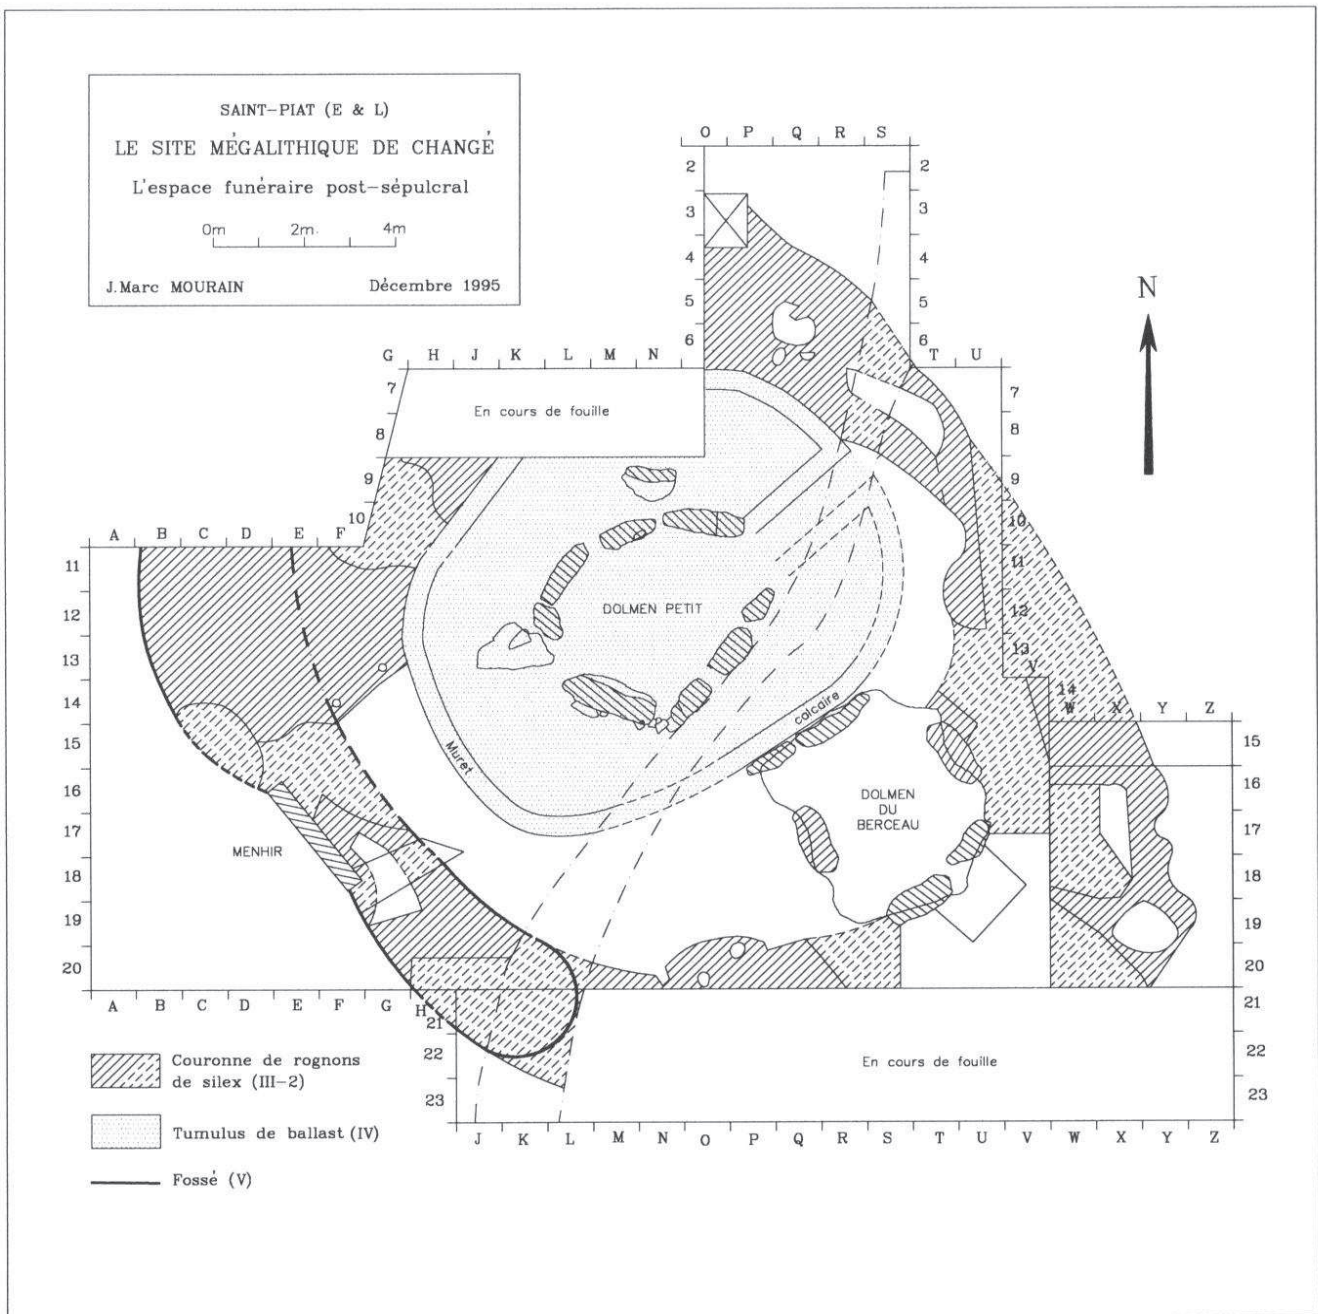 SAINT-PIAT (E & L)
LE SITE MÉGALITHIQUE DE CHANGÉ
L'espace funéraire post-sépulcral
0m 2m. 4m
J.Marc MOURAIN Décembre 1995
O P Q R S
2 2
3 3
4 4
5 5
6 6
N
G H J K L M N
T U
7 7
8 8
9 9
10 10
En cours de fouille
A B C D E F
11 11
12 12
13 13
V
14 14
W X Y Z
15 15
16 16
17 17
18 18
19 19
20 20
DOLMEN PETIT
Muret
calcaire
DOLMEN
DU
BERCEAU
MENHIR
A B C D E F G H
21 21
22 22
23 23
En cours de fouille
J K L M N O P Q R S T U V W X Y Z
Couronne de rognons
de silex (III-2)
Tumulus de ballast (IV)
Fossé (V)